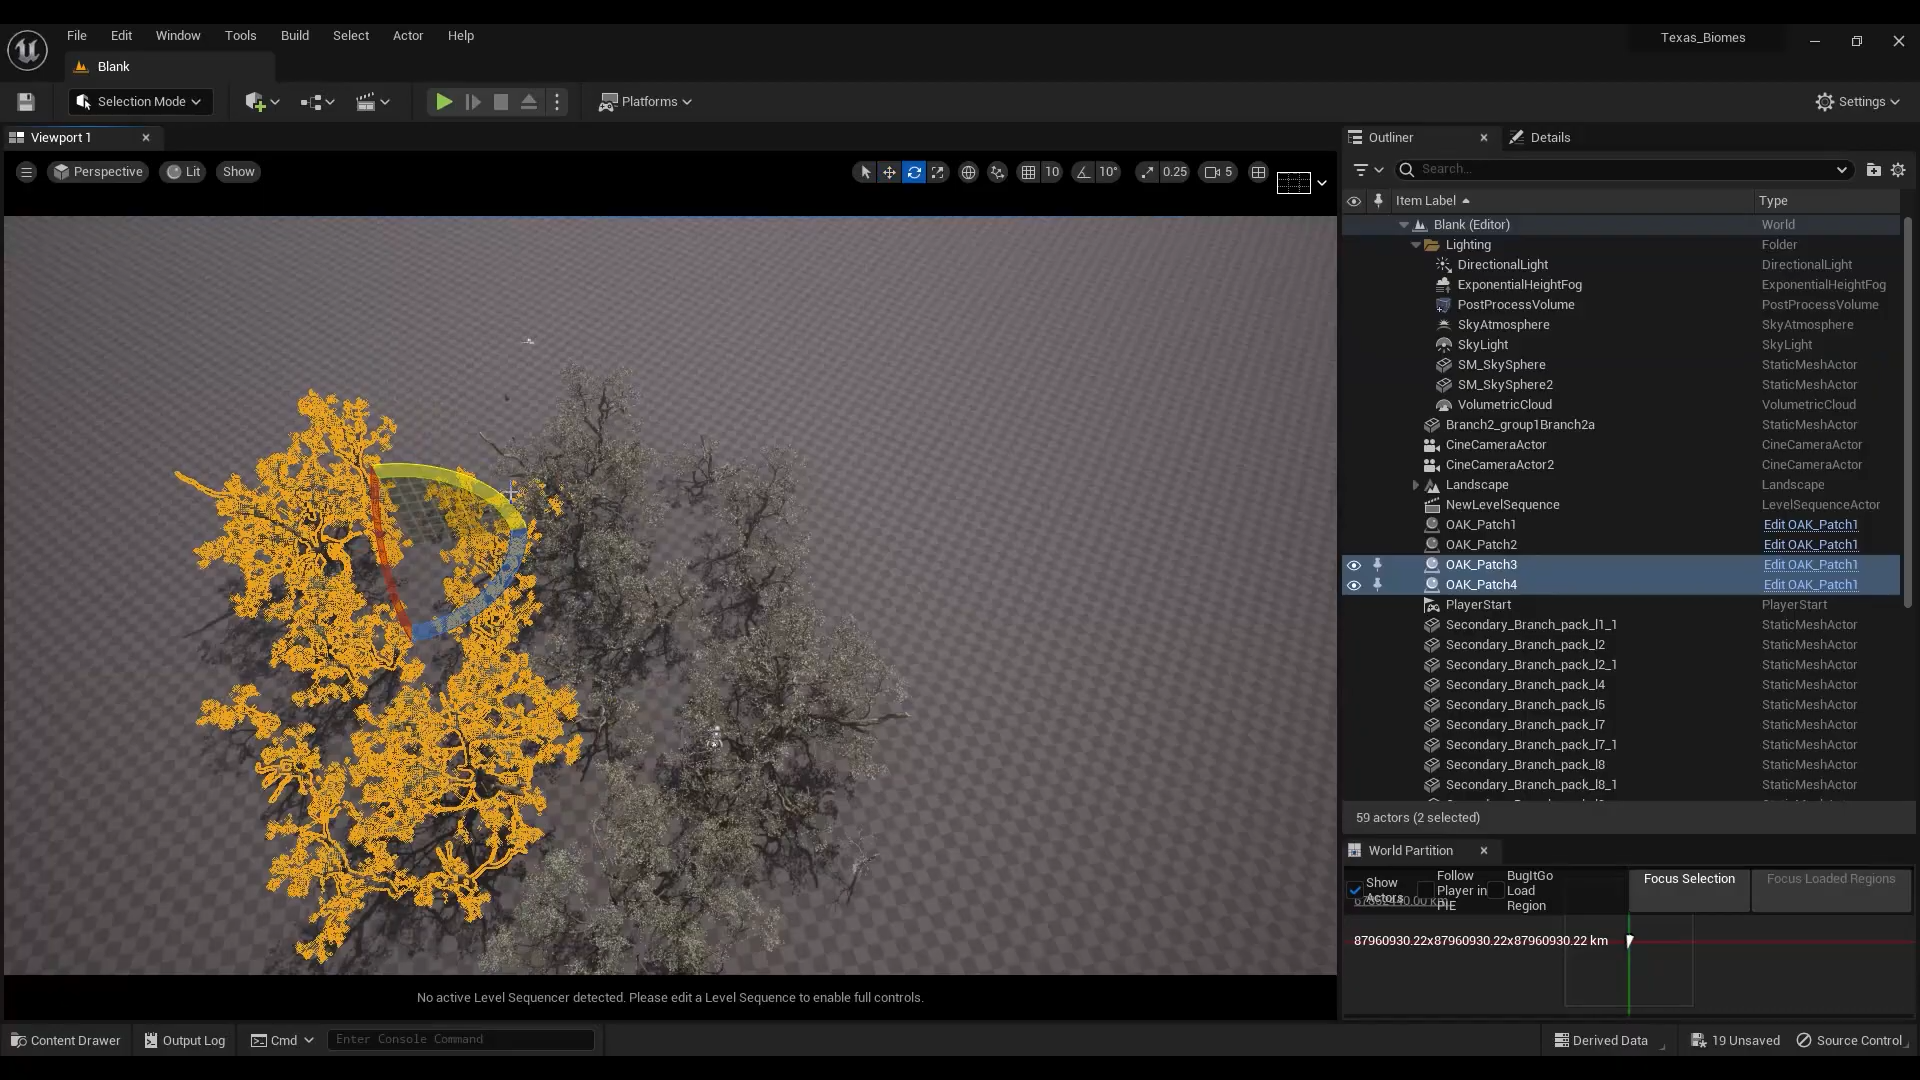 File Edit Window Tools Build Select Actor Help
Texas_Biomes
Blank
Selection Mode
Platforms
Settings
Viewport 1
Outliner
Details
Perspective
Lit
Show
10
10°
0.25
5
Search...
Item Label
Type
Blank (Editor) World
Lighting Folder
DirectionalLight DirectionalLight
ExponentialHeightFog ExponentialHeightFog
PostProcessVolume PostProcessVolume
SkyAtmosphere SkyAtmosphere
SkyLight SkyLight
SM_SkySphere StaticMeshActor
SM_SkySphere2 StaticMeshActor
VolumetricCloud VolumetricCloud
Branch2_group1Branch2a StaticMeshActor
CineCameraActor CineCameraActor
CineCameraActor2 CineCameraActor
Landscape Landscape
NewLevelSequence LevelSequenceActor
OAK_Patch1 Edit OAK_Patch1
OAK_Patch2 Edit OAK_Patch1
OAK_Patch3 Edit OAK_Patch1
OAK_Patch4 Edit OAK_Patch1
PlayerStart PlayerStart
Secondary_Branch_pack_l1_1 StaticMeshActor
Secondary_Branch_pack_l2 StaticMeshActor
Secondary_Branch_pack_l2_1 StaticMeshActor
Secondary_Branch_pack_l4 StaticMeshActor
Secondary_Branch_pack_l5 StaticMeshActor
Secondary_Branch_pack_l7 StaticMeshActor
Secondary_Branch_pack_l7_1 StaticMeshActor
Secondary_Branch_pack_l8 StaticMeshActor
Secondary_Branch_pack_l8_1 StaticMeshActor
59 actors (2 selected)
World Partition
Show Actors
Follow Player in PIE
BugItGo Load Region
Focus Selection
Focus Loaded Regions
87960930.22x87960930.22x87960930.22 km
No active Level Sequencer detected. Please edit a Level Sequence to enable full controls.
Content Drawer
Output Log
Cmd
Enter Console Command
Derived Data
19 Unsaved
Source Control